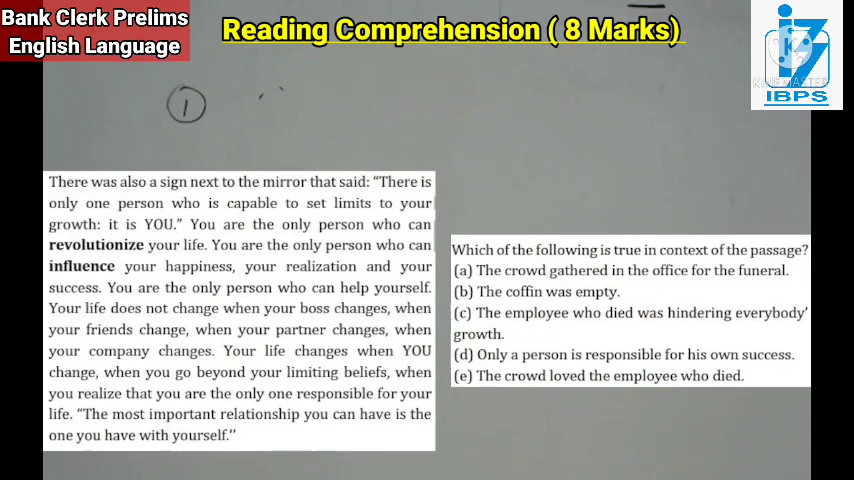 Bank Clerk Prelims
English Language
Reading Comprehension ( 8 Marks)
IBPS
KINEMASTER
1
There was also a sign next to the mirror that said: “There is
only one person who is capable to set limits to your
growth: it is YOU.” You are the only person who can
revolutionize your life. You are the only person who can
influence your happiness, your realization and your
success. You are the only person who can help yourself.
Your life does not change when your boss changes, when
your friends change, when your partner changes, when
your company changes. Your life changes when YOU
change, when you go beyond your limiting beliefs, when
you realize that you are the only one responsible for your
life. “The most important relationship you can have is the
one you have with yourself.’’
Which of the following is true in context of the passage?
(a) The crowd gathered in the office for the funeral.
(b) The coffin was empty.
(c) The employee who died was hindering everybody’
growth.
(d) Only a person is responsible for his own success.
(e) The crowd loved the employee who died.